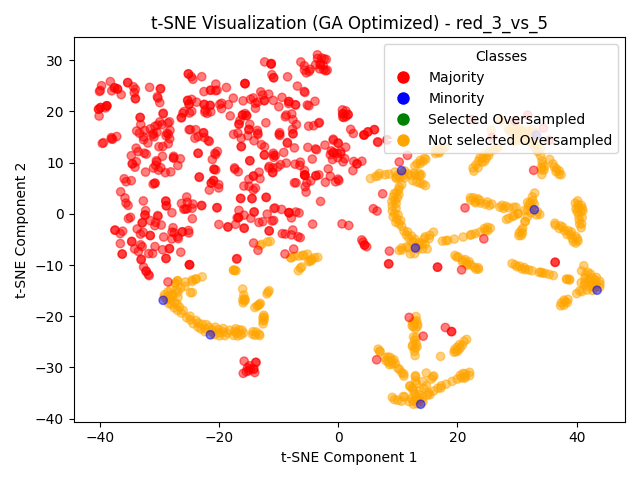 t-SNE Visualization (GA Optimized) - red_3_vs_5
Classes
Majority
Minority
Selected Oversampled
Not selected Oversampled
t-SNE Component 2
30
20
10
0
−10
−20
−30
−40
−40
−20
0
20
40
t-SNE Component 1